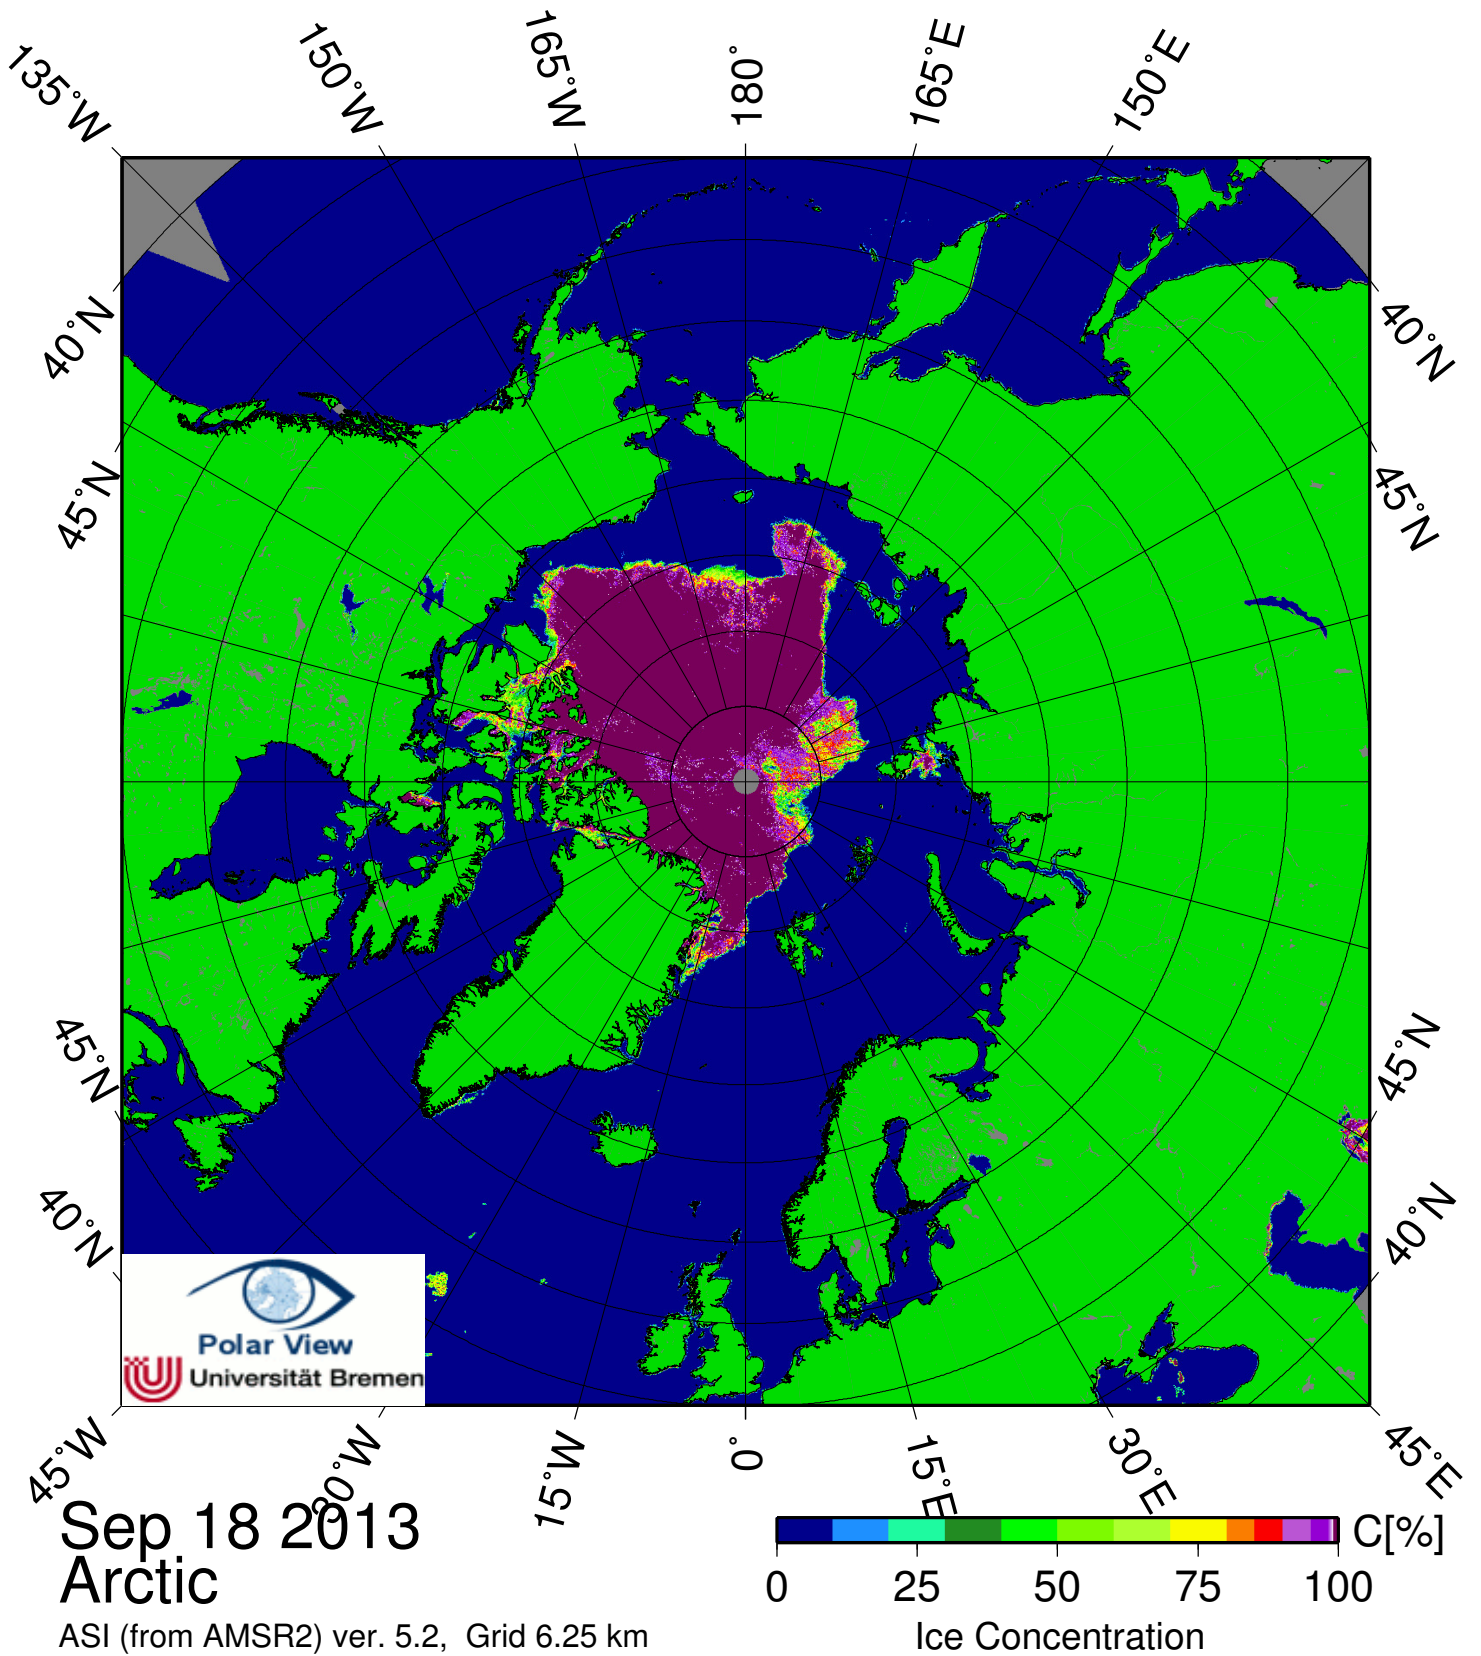 135°W
150°W
165°W
180°
165°E
150°E
40°N
40°N
45°N
45°N
45°N
45°N
40°N
40°N
Polar View
Universität Bremen
45°W
30°W
15°W
0°
15°E
30°E
45°E
Sep 18 2013
Arctic
ASI (from AMSR2) ver. 5.2, Grid 6.25 km
C[%]
0 25 50 75 100
Ice Concentration